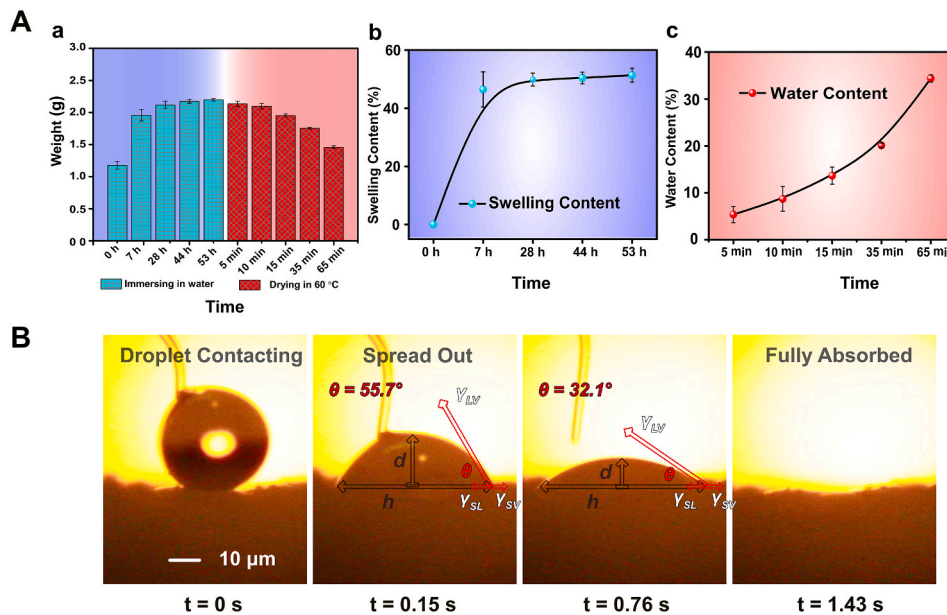 A
a
Weight (g)
3.0
2.5
2.0
1.5
1.0
2 0
0 0
0 h
7 h
28 h
44 h
53 h
5 min
10 min
15 min
35 min
65 min
Immersing in water
Drying in 60 °C
Time
b
Swelling Content (%)
60
40
20
0
Swelling Content
0 h
7 h
28 h
44 h
53 h
Time
c
Water Content (%)
40
30
20
10
0
Water Content
5 min
10 min
15 min
35 min
65 min
Time
B
Droplet Contacting
10 μm
t = 0 s
Spread Out
θ = 55.7°
γLV
d
θ
h
γSL
γSV
t = 0.15 s
θ = 32.1°
γLV
d
θ
h
γSL
γSV
t = 0.76 s
Fully Absorbed
t = 1.43 s